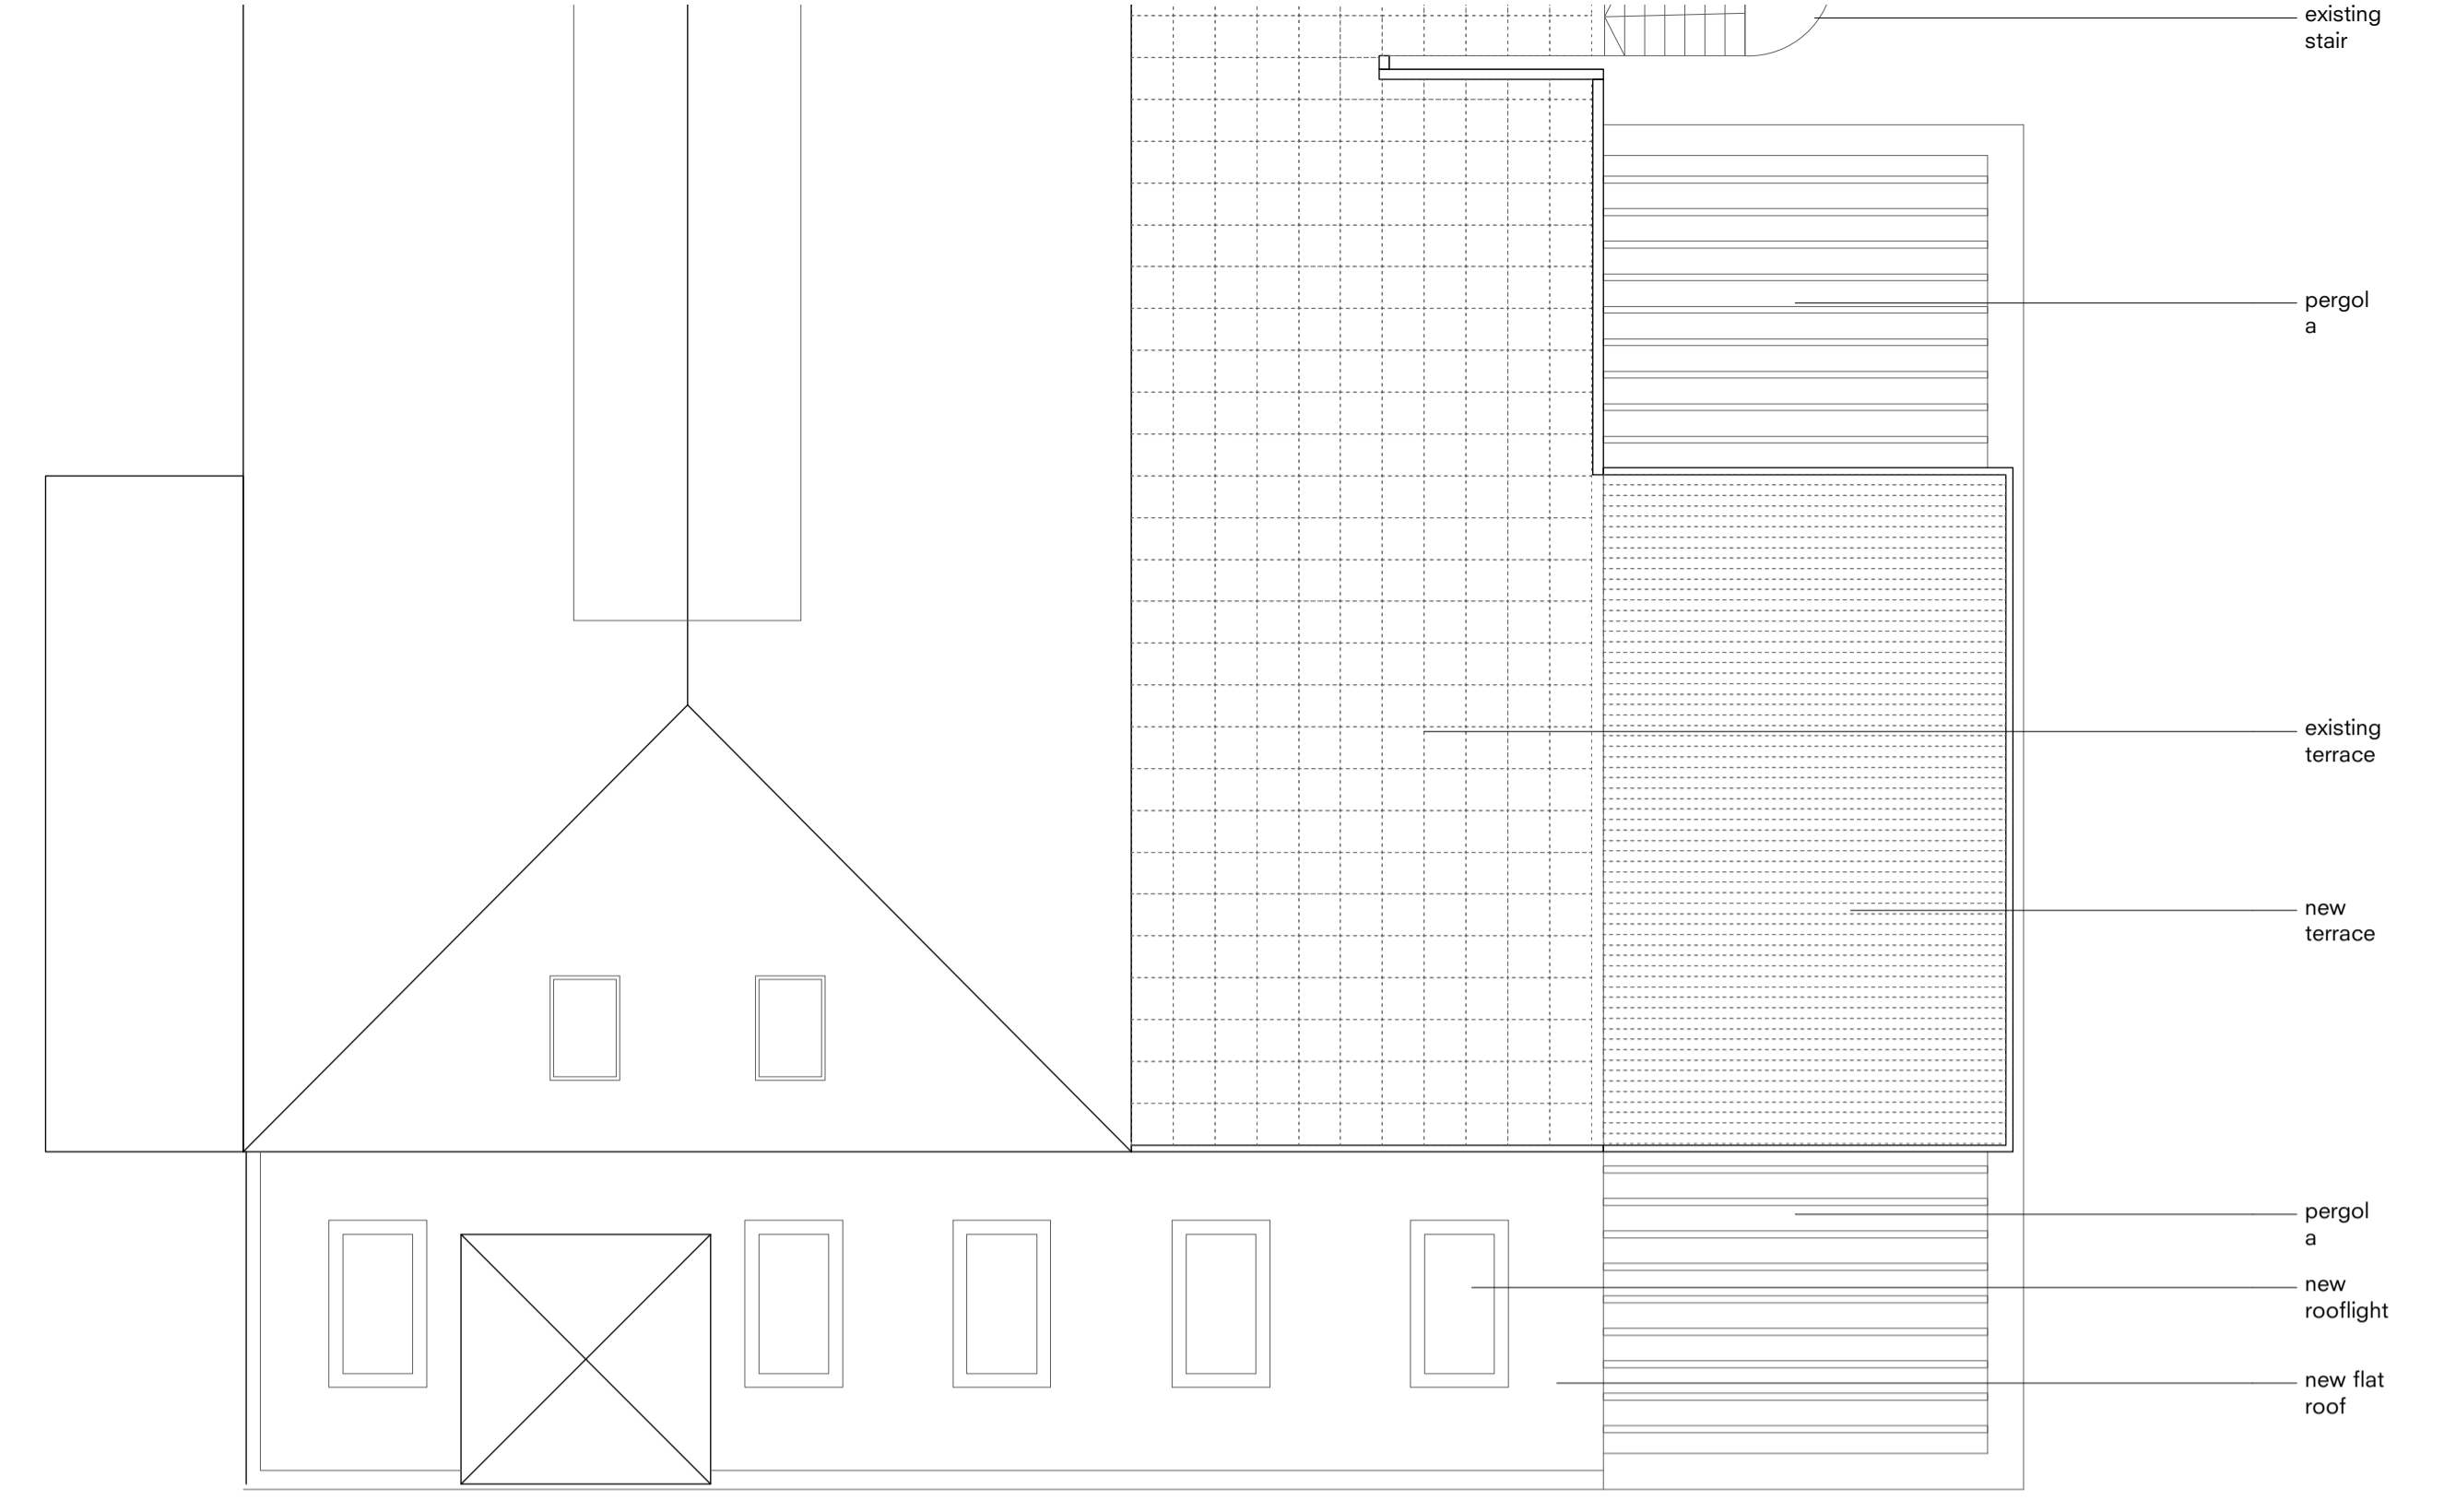 existing
stair
pergol
a
existing
terrace
new
terrace
pergol
a
new
rooflight
new flat
roof